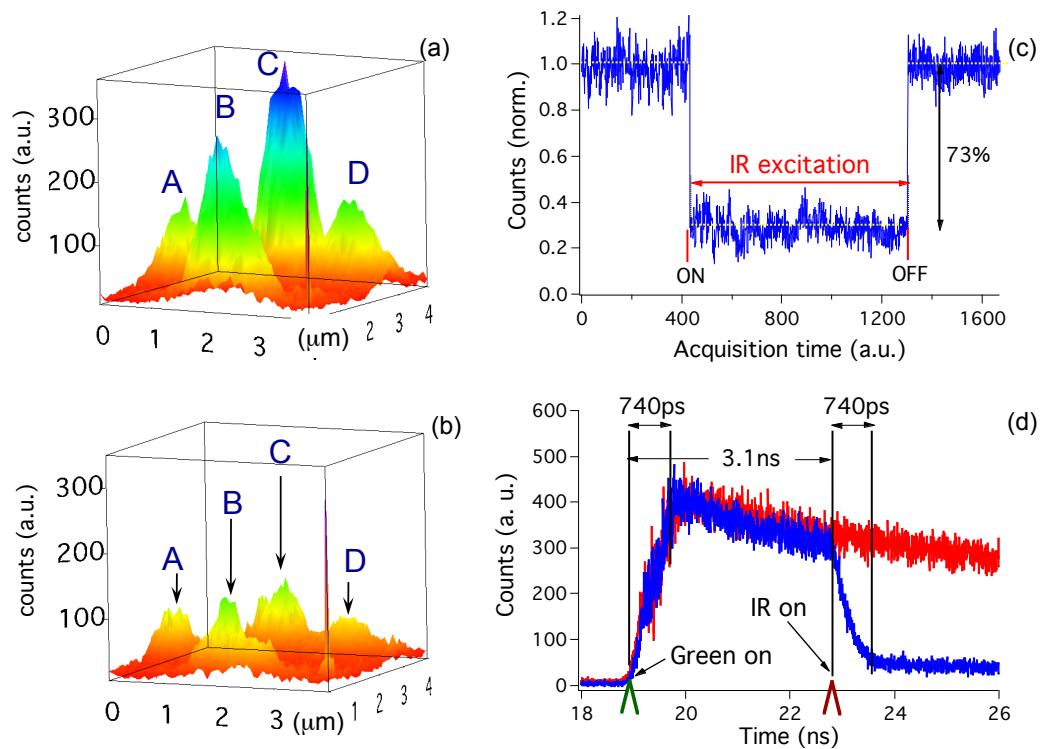 (a)
counts (a.u.)
300
200
100
A
B
C
D
0 1 2 3 (μm) 2 3 4
(b)
counts (a.u.)
300
200
100
A
B
C
D
0 1 2 3 (μm) 1 2 3 4
(c)
Counts (norm.)
1.2
1.0
0.8
0.6
0.4
0.2
0.0
IR excitation
73%
ON
OFF
0 400 800 1200 1600
Acquisition time (a.u.)
(d)
Counts (a. u.)
600
500
400
300
200
100
0
740ps
740ps
3.1ns
IR on
Green on
18 20 22 24 26
Time (ns)